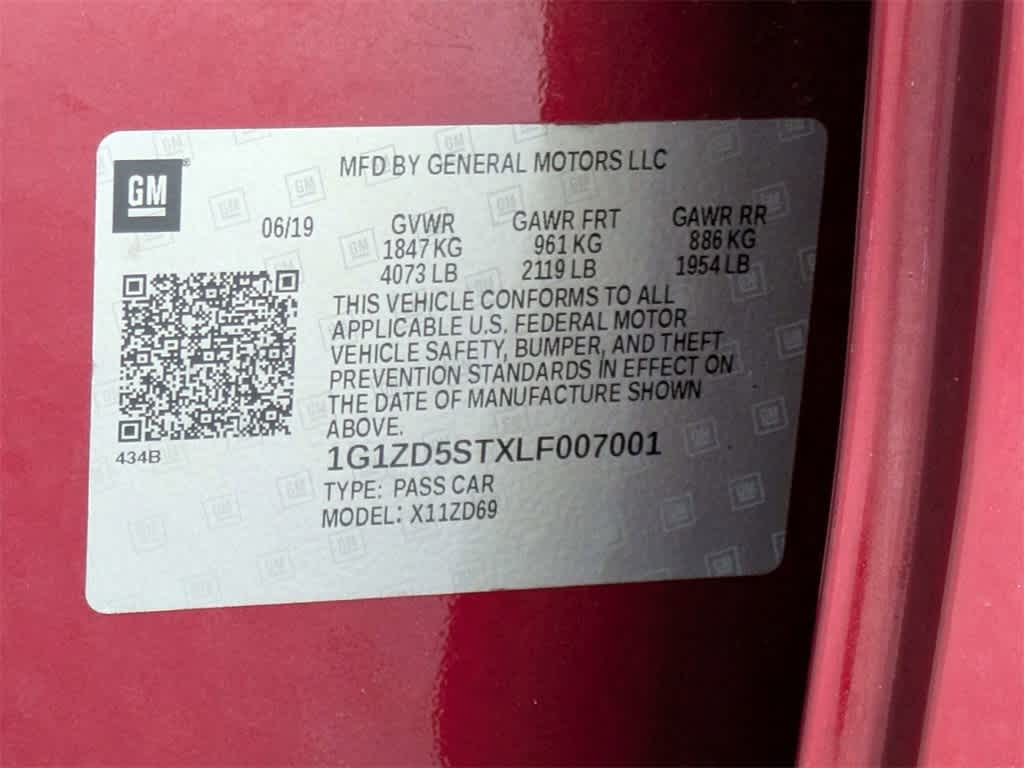 GM
MFD BY GENERAL MOTORS LLC
06/19 GVWR GAWR FRT GAWR RR
1847 KG 961 KG 886 KG
4073 LB 2119 LB 1954 LB
THIS VEHICLE CONFORMS TO ALL
APPLICABLE U.S. FEDERAL MOTOR
VEHICLE SAFETY, BUMPER, AND THEFT
PREVENTION STANDARDS IN EFFECT ON
THE DATE OF MANUFACTURE SHOWN
ABOVE.
434B
1G1ZD5STXLF007001
TYPE: PASS CAR
MODEL: X11ZD69